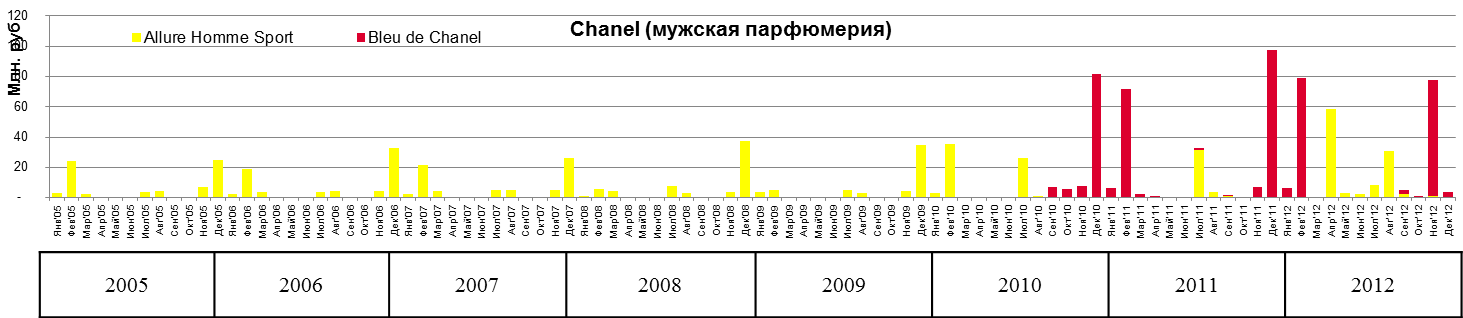 Chanel (мужская парфюмерия)
Млн. руб.
Allure Homme Sport
Bleu de Chanel
120
100
80
60
40
20
-
Янв'05 Фев'05 Мар'05 Апр'05 Май'05 Июн'05 Июл'05 Авг'05 Сен'05 Окт'05 Ноя'05 Дек'05 Янв'06 Фев'06 Мар'06 Апр'06 Май'06 Июн'06 Июл'06 Авг'06 Сен'06 Окт'06 Ноя'06 Дек'06 Янв'07 Фев'07 Мар'07 Апр'07 Май'07 Июн'07 Июл'07 Авг'07 Сен'07 Окт'07 Ноя'07 Дек'07 Янв'08 Фев'08 Мар'08 Апр'08 Май'08 Июн'08 Июл'08 Авг'08 Сен'08 Окт'08 Ноя'08 Дек'08 Янв'09 Фев'09 Мар'09 Апр'09 Май'09 Июн'09 Июл'09 Авг'09 Сен'09 Окт'09 Ноя'09 Дек'09 Янв'10 Фев'10 Мар'10 Апр'10 Май'10 Июн'10 Июл'10 Авг'10 Сен'10 Окт'10 Ноя'10 Дек'10 Янв'11 Фев'11 Мар'11 Апр'11 Май'11 Июн'11 Июл'11 Авг'11 Сен'11 Окт'11 Ноя'11 Дек'11 Янв'12 Фев'12 Мар'12 Апр'12 Май'12 Июн'12 Июл'12 Авг'12 Сен'12 Окт'12 Ноя'12 Дек'12
2005 2006 2007 2008 2009 2010 2011 2012